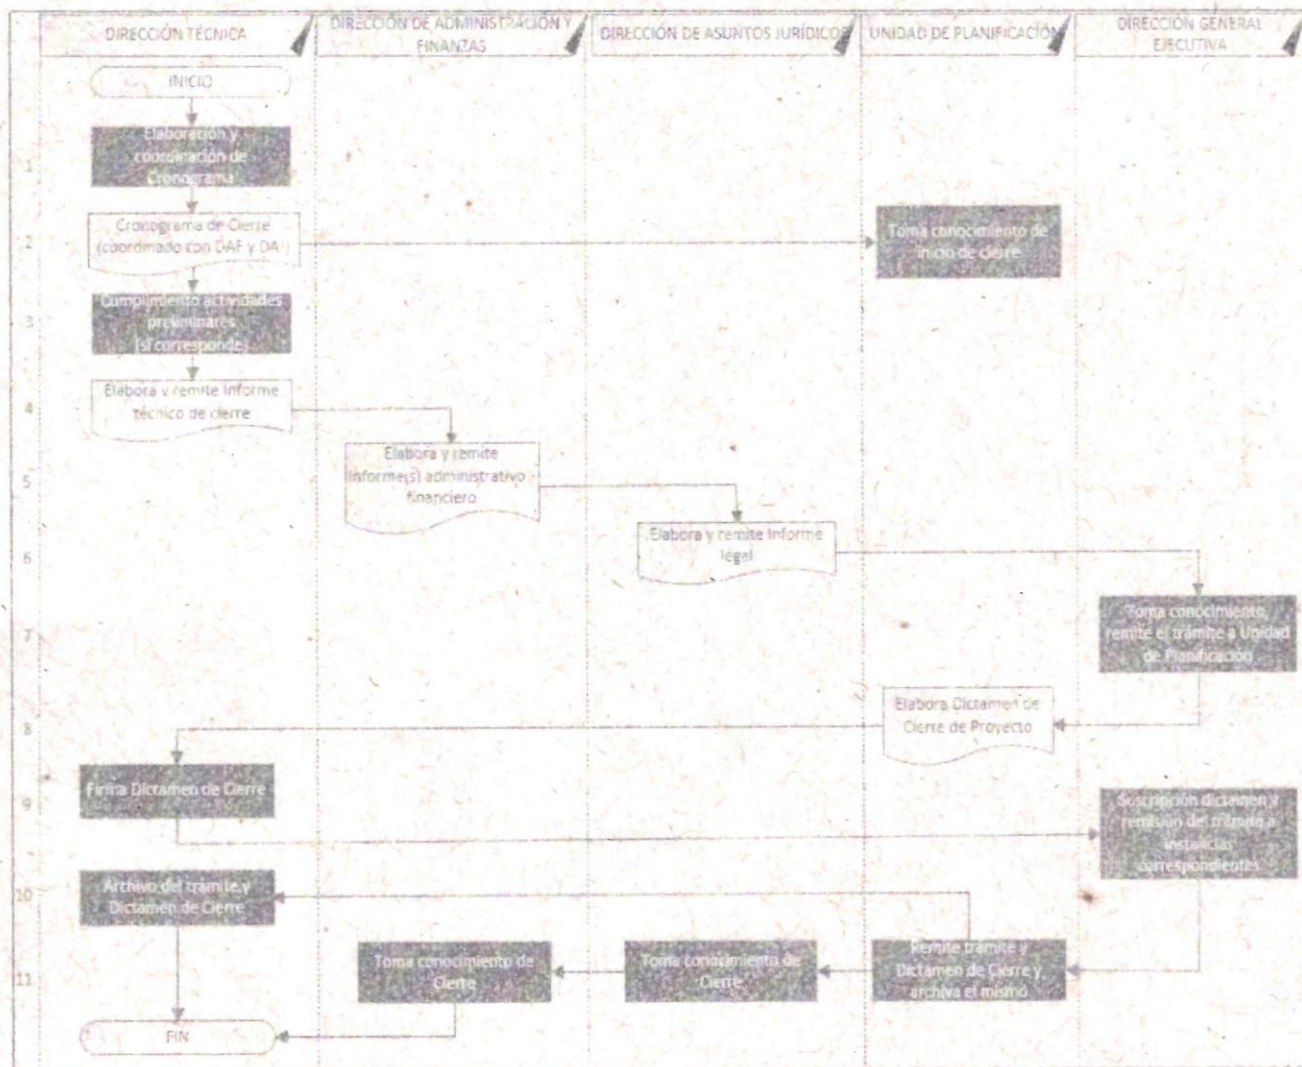 DIRECCIÓN TÉCNICA
DIRECCIÓN DE ADMINISTRACIÓN Y
FINANZAS
DIRECCIÓN DE ASUNTOS JURÍDICOS
UNIDAD DE PLANIFICACIÓN
DIRECCIÓN GENERAL
EJECUTIVA
INICIO
1
Elaboración y
coordinación de
Cronograma
2
Cronograma de Cierre
(coordinado con DAF y DAJ
Toma conocimiento de
inicio de cierre
3
Cumplimiento actividades
preliminares
(si corresponde)
4
Elabora y remite Informe
técnico de cierre
5
Elabora y remite
Informe(s) administrativo -
financiero
6
Elabora y remite Informe
legal
7
Toma conocimiento,
remite el trámite a Unidad
de Planificación
8
Elabora Dictamen de
Cierre de Proyecto
9
Firma Dictamen de Cierre
Suscripción dictamen y
remisión del trámite a
instancias
correspondientes
10
Archivo del trámite y
Dictamen de Cierre
11
Toma conocimiento de
Cierre
Toma conocimiento de
Cierre
Remite trámite y
Dictamen de Cierre y
archiva el mismo
FIN